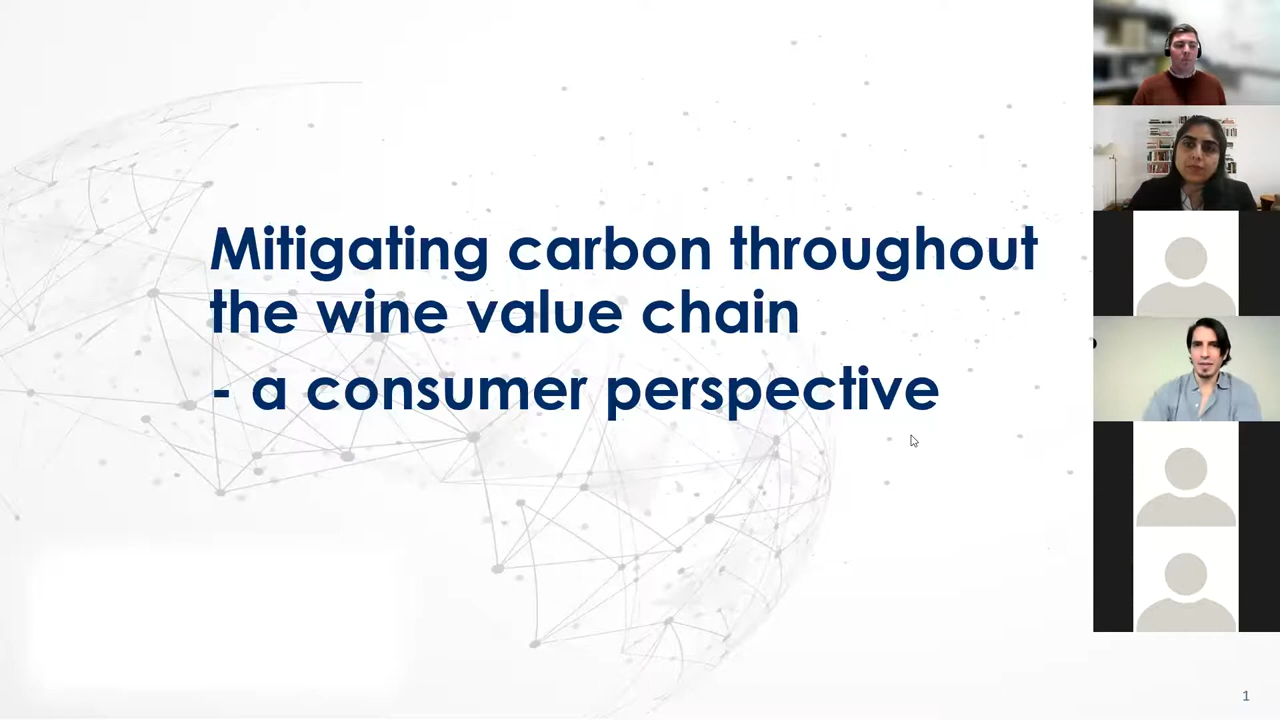 Mitigating carbon throughout
the wine value chain
- a consumer perspective
1